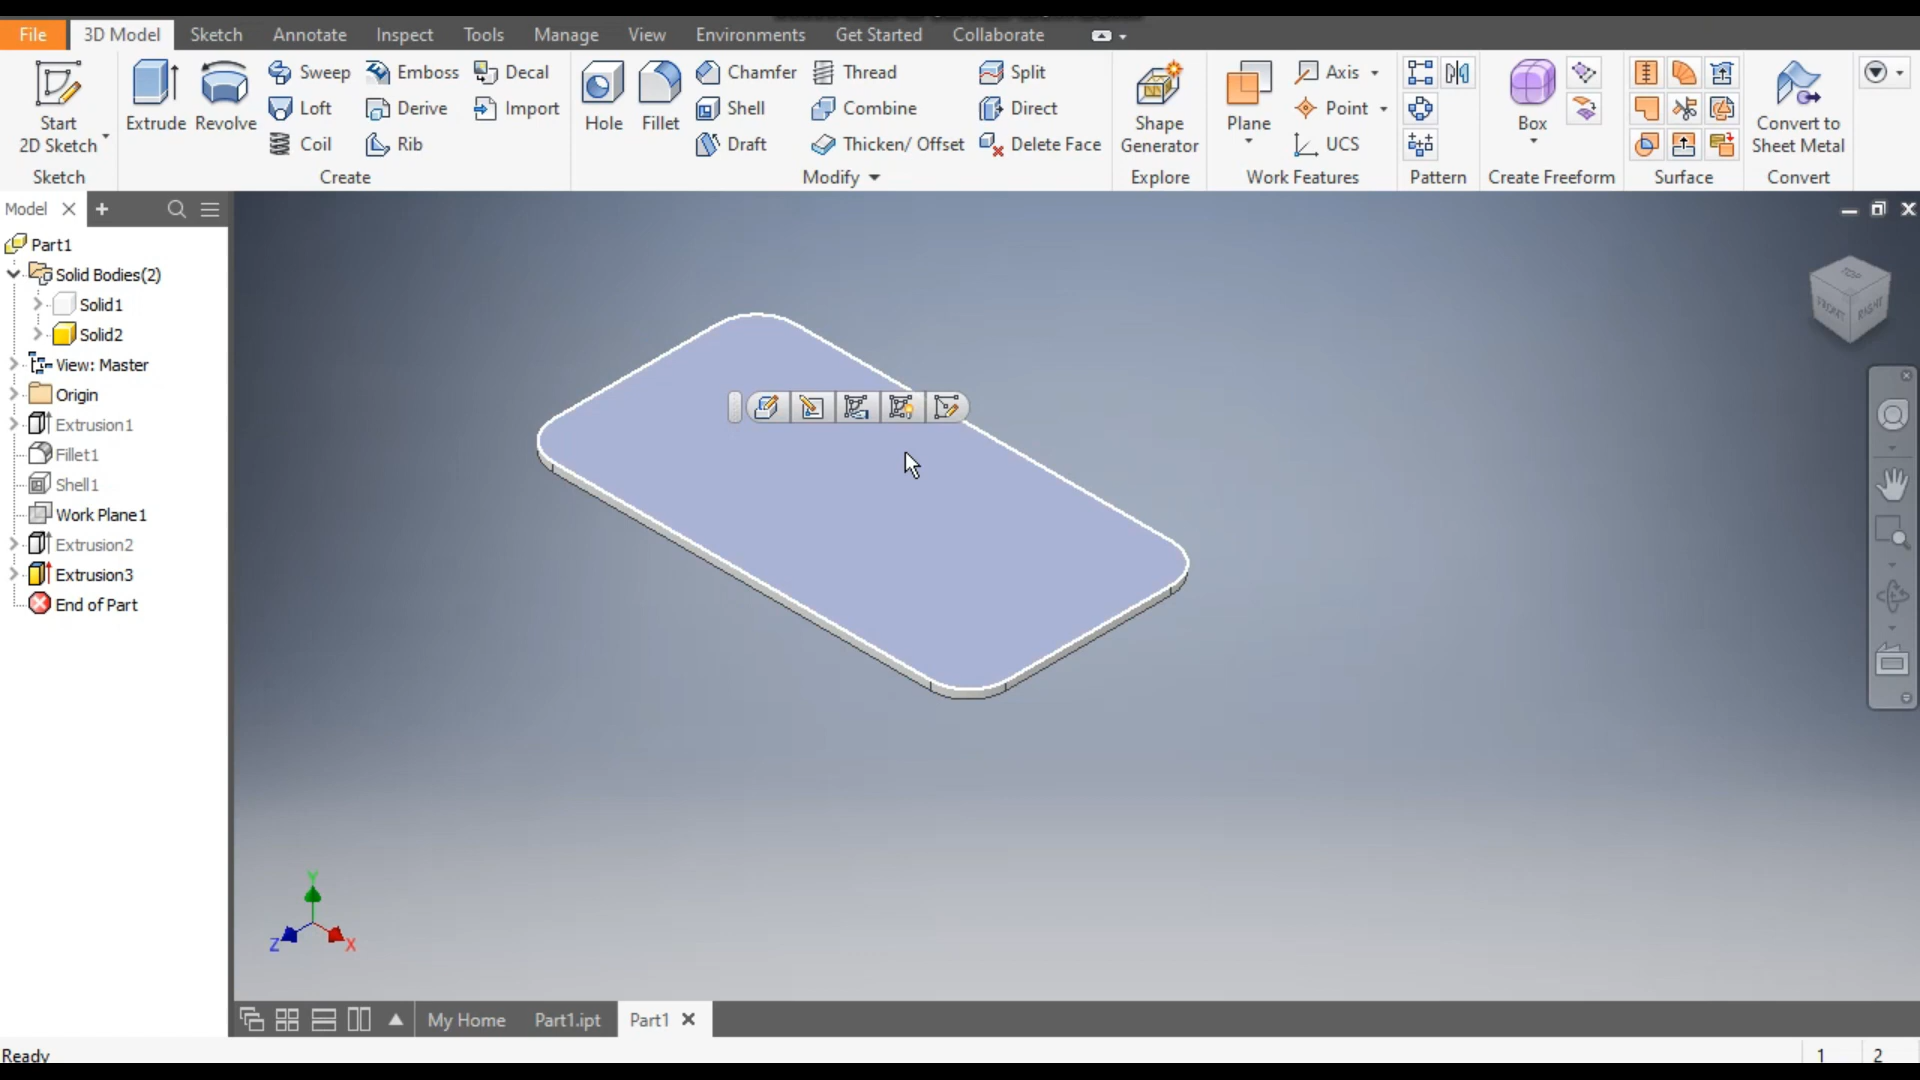 File 3D Model Sketch Annotate Inspect Tools Manage View Environments Get Started Collaborate
Start
2D Sketch
Sketch
Extrude Revolve
Sweep Emboss Decal
Loft Derive Import
Coil Rib
Create
Hole Fillet
Chamfer Thread Split
Shell Combine Direct
Draft Thicken/ Offset Delete Face
Modify
Shape
Generator
Explore
Plane
Axis
Point
UCS
Work Features
Pattern
Box
Create Freeform
Surface
Convert to
Sheet Metal
Convert
Model
Part1
Solid Bodies(2)
Solid1
Solid2
View: Master
Origin
Extrusion1
Fillet1
Shell1
Work Plane1
Extrusion2
Extrusion3
End of Part
TOP
FRONT RIGHT
Y
Z X
My Home Part1.ipt Part1
Ready 1 2